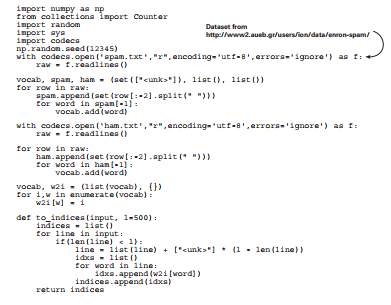 import numpy as np
from collections import Counter
import random
import sys
import codecs
np.random.seed(12345)
Dataset from
http://www2.aueb.gr/users/ion/data/enron-spam/
with codecs.open('spam.txt',"r",encoding='utf-8',errors='ignore') as f:
    raw = f.readlines()

vocab, spam, ham = (set(["<unk>"]), list(), list())
for row in raw:
    spam.append(set(row[:-2].split(" ")))
    for word in spam[-1]:
        vocab.add(word)

with codecs.open('ham.txt',"r",encoding='utf-8',errors='ignore') as f:
    raw = f.readlines()

for row in raw:
    ham.append(set(row[:-2].split(" ")))
    for word in ham[-1]:
        vocab.add(word)

vocab, w2i = (list(vocab), {})
for i,w in enumerate(vocab):
    w2i[w] = i

def to_indices(input, l=500):
    indices = list()
    for line in input:
        if(len(line) < l):
            line = list(line) + ["<unk>"] * (l - len(line))
            idxs = list()
            for word in line:
                idxs.append(w2i[word])
            indices.append(idxs)
    return indices